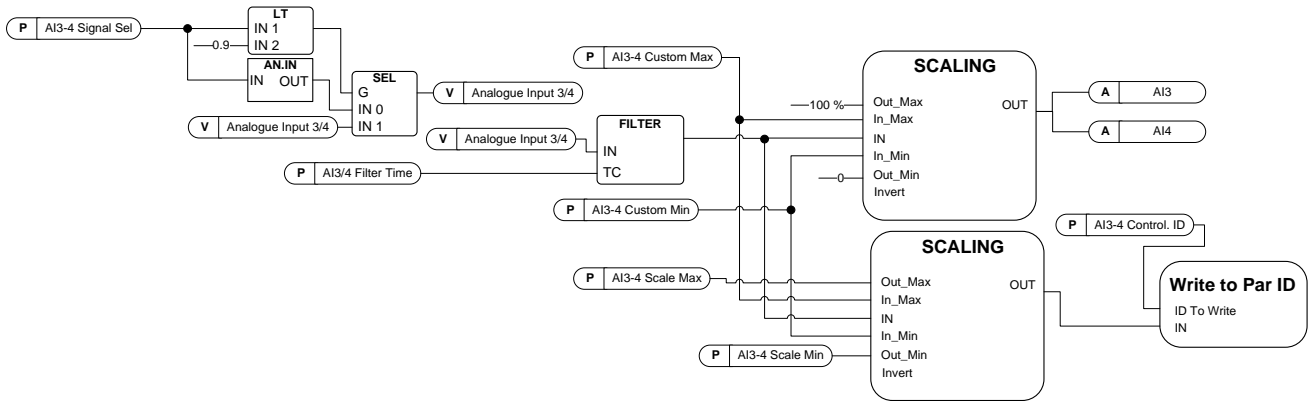 P AI3-4 Signal Sel
LT
IN 1
0.9 IN 2
AN.IN
IN OUT
SEL
G
IN 0
V Analogue Input 3/4 IN 1
V Analogue Input 3/4
V Analogue Input 3/4
P AI3/4 Filter Time
FILTER
IN
TC
P AI3-4 Custom Max
P AI3-4 Custom Min
SCALING
100 % Out_Max OUT
In_Max
IN
In_Min
0 Out_Min
Invert
A AI3
A AI4
P AI3-4 Scale Max
P AI3-4 Scale Min
SCALING
Out_Max OUT
In_Max
IN
In_Min
Out_Min
Invert
P AI3-4 Control. ID
Write to Par ID
ID To Write
IN